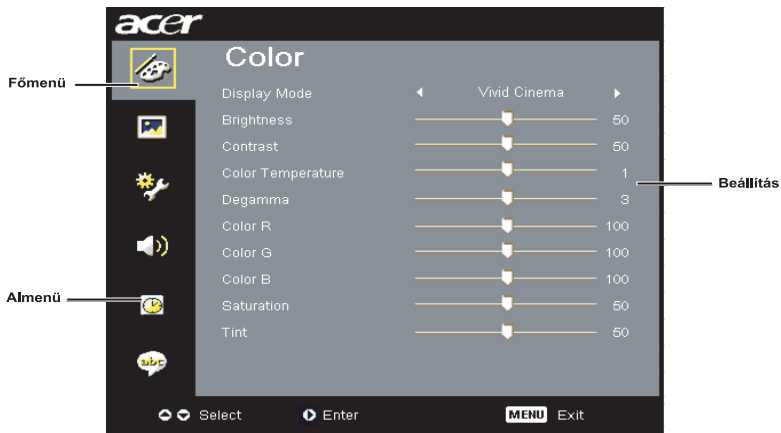 acer
Color
Főmenü
Display Mode Vivid Cinema
Brightness 50
Contrast 50
Color Temperature 1
Beállítás
Degamma 3
Color R 100
Color G 100
Color B 100
Saturation 50
Almenü
Tint 50
abc
Select Enter MENU Exit